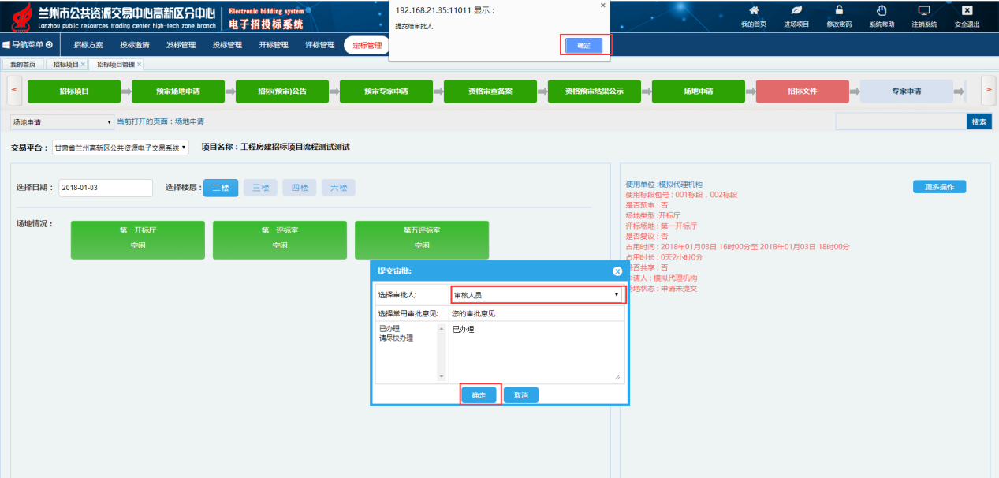 兰州市公共资源交易中心高新区分中心
Lanzhou public resources trading center high-tech zone branch
Electronic bidding system
电子招投标系统
192.168.21.35:11011 显示：
提交给审批人
确定
我的首页 进场项目 修改密码 系统帮助 注销系统 安全退出
导航菜单 招标方案 投标邀请 发标管理 投标管理 开标管理 评标管理 定标管理
我的首页 招标项目 × 招标项目管理 ×
< 招标项目 预审场地申请 招标(预审)公告 预审专家申请 资格审查备案 资格预审结果公示 场地申请 招标文件 专家申请 >
场地申请 当前打开的页面：场地申请 搜索
交易平台： 甘肃省兰州高新区公共资源电子交易系统 项目名称：工程房建招标项目流程测试测试
选择日期： 2018-01-03 选择楼层： 二楼 三楼 四楼 六楼
场地情况：
第一开标厅
空闲
第一评标室
空闲
第五评标室
空闲
使用单位 :模拟代理机构
更多操作
使用标段包号 : 001标段，002标段
是否预审 : 否
场地类型 :开标厅
评标场地 : 第一开标厅
是否复议 : 否
占用时间 : 2018年01月03日 16时00分至 2018年01月03日 18时00分
占用时长 : 0天2小时0分
是否共享 : 否
申请人 : 模拟代理机构
场地状态 : 申请未提交
提交审批:
选择审批人: 审核人员
选择常用审批意见: 您的审批意见
已办理
请尽快办理
已办理
确定 取消